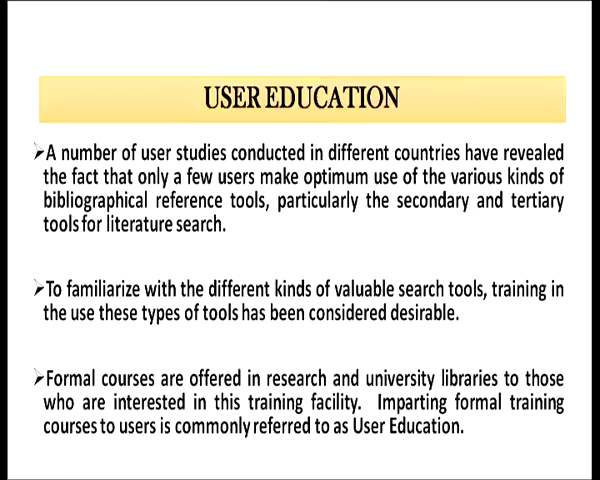 USER EDUCATION
➢A number of user studies conducted in different countries have revealed
the fact that only a few users make optimum use of the various kinds of
bibliographical reference tools, particularly the secondary and tertiary
tools for literature search.
➢To familiarize with the different kinds of valuable search tools, training in
the use these types of tools has been considered desirable.
➢Formal courses are offered in research and university libraries to those
who are interested in this training facility. Imparting formal training
courses to users is commonly referred to as User Education.